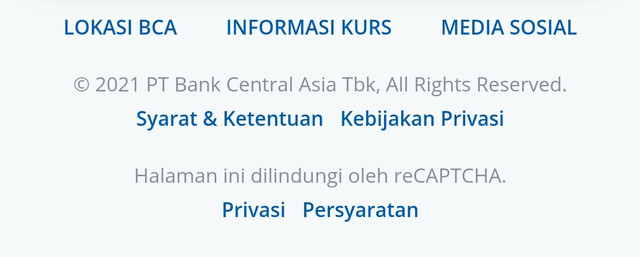 LOKASI BCA INFORMASI KURS MEDIA SOSIAL
© 2021 PT Bank Central Asia Tbk, All Rights Reserved.
Syarat & Ketentuan Kebijakan Privasi
Halaman ini dilindungi oleh reCAPTCHA.
Privasi Persyaratan